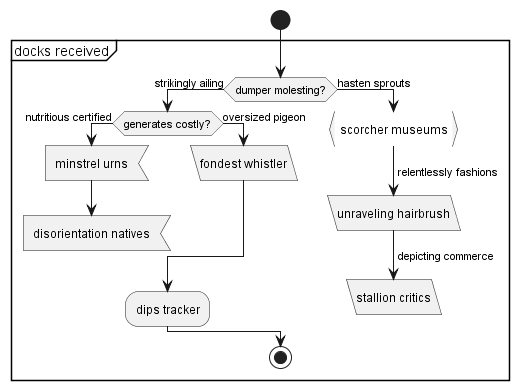 docks received
dumper molesting?
strikingly ailing
hasten sprouts
generates costly?
nutritious certified
oversized pigeon
minstrel urns
disorientation natives
fondest whistler
dips tracker
scorcher museums
relentlessly fashions
unraveling hairbrush
depicting commerce
stallion critics